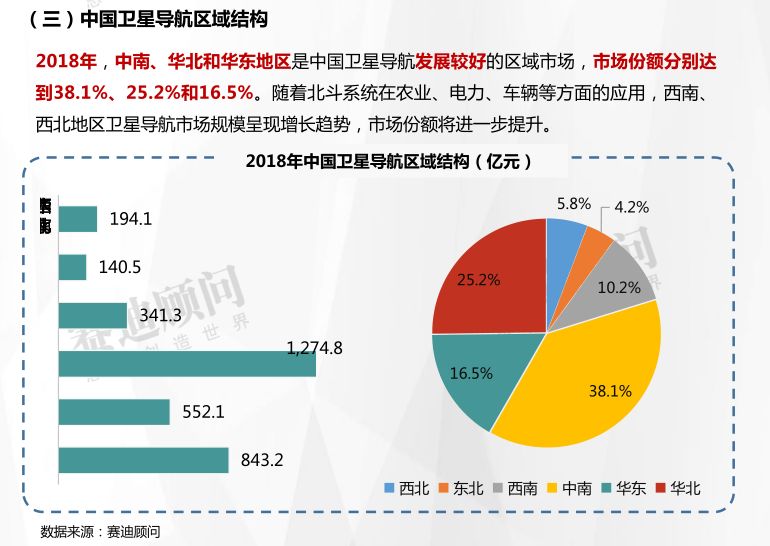 （三）中国卫星导航区域结构
2018年，中南、华北和华东地区是中国卫星导航发展较好的区域市场，市场份额分别达
到38.1%、25.2%和16.5%。随着北斗系统在农业、电力、车辆等方面的应用，西南、
西北地区卫星导航市场规模呈现增长趋势，市场份额将进一步提升。
2018年中国卫星导航区域结构（亿元）
194.1
140.5
341.3
1,274.8
552.1
843.2
5.8%
4.2%
10.2%
38.1%
16.5%
25.2%
西北 东北 西南 中南 华东 华北
赛迪顾问
数据来源：赛迪顾问